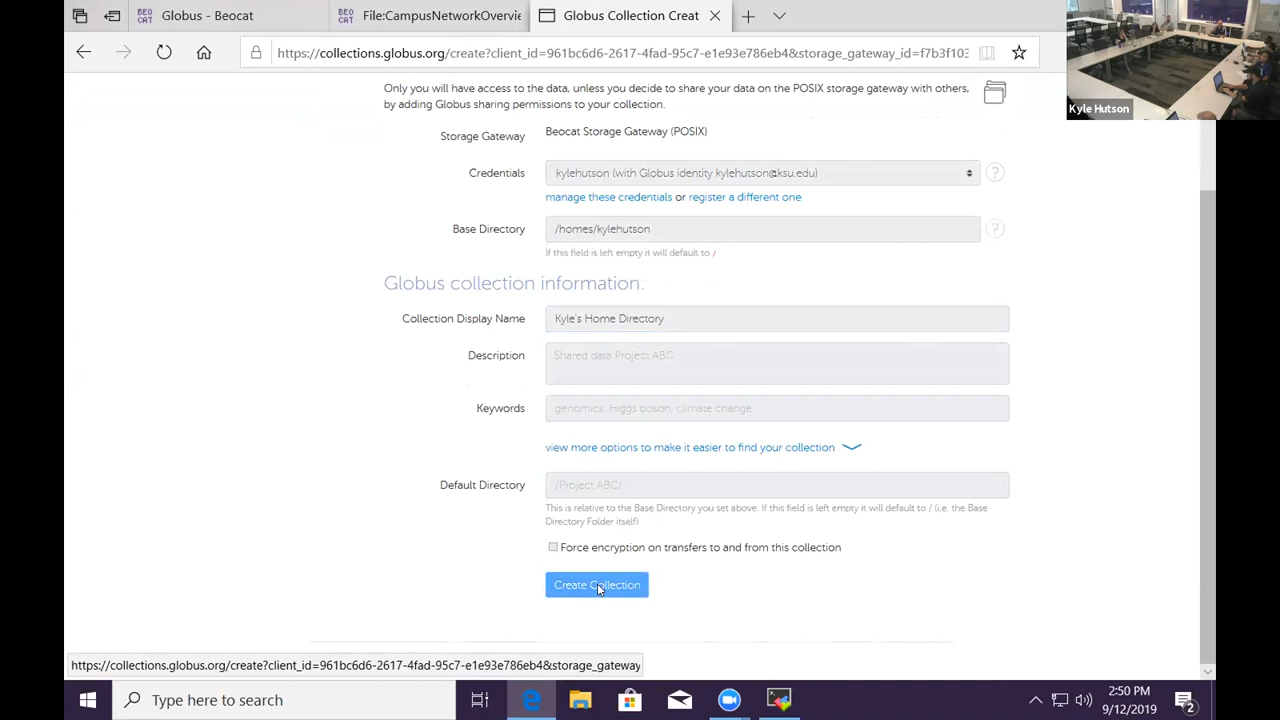 Globus - Beocat
File:CampusNetworkOvervie
Globus Collection Creat
https://collections.globus.org/create?client_id=961bc6d6-2617-4fad-95c7-e1e93e786eb4&storage_gateway_id=f7b3f103
Kyle Hutson
Only you will have access to the data, unless you decide to share your data on the POSIX storage gateway with others,
by adding Globus sharing permissions to your collection.
Storage Gateway
Beocat Storage Gateway (POSIX)
Credentials
kylehutson (with Globus identity kylehutson@ksu.edu)
?
manage these credentials or register a different one
Base Directory
/homes/kylehutson
?
If this field is left empty it will default to /
Globus collection information:
Collection Display Name
Kyle's Home Directory
Description
Shared data Project ABC
Keywords
genomics, Higgs boson, climate change
view more options to make it easier to find your collection
Default Directory
/Project ABC/
This is relative to the Base Directory you set above. If this field is left empty it will default to / (i.e. the Base
Directory Folder itself)
Force encryption on transfers to and from this collection
Create Collection
https://collections.globus.org/create?client_id=961bc6d6-2617-4fad-95c7-e1e93e786eb4&storage_gateway
Type here to search
2:50 PM
9/12/2019
2
BEO
CAT
BEO
CAT